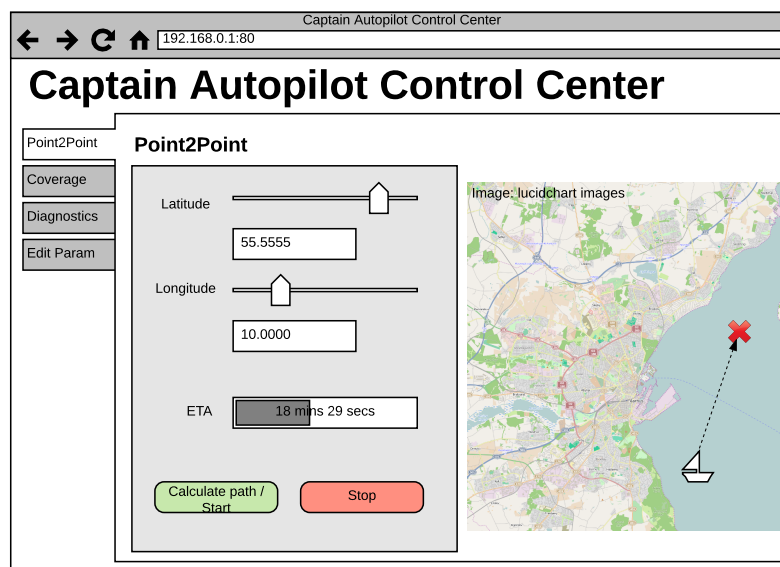 Captain Autopilot Control Center
192.168.0.1:80
Captain Autopilot Control Center
Point2Point
Coverage
Diagnostics
Edit Param
Point2Point
Latitude
55.5555
Longitude
10.0000
ETA
18 mins 29 secs
Calculate path /
Start
Stop
Image: lucidchart images